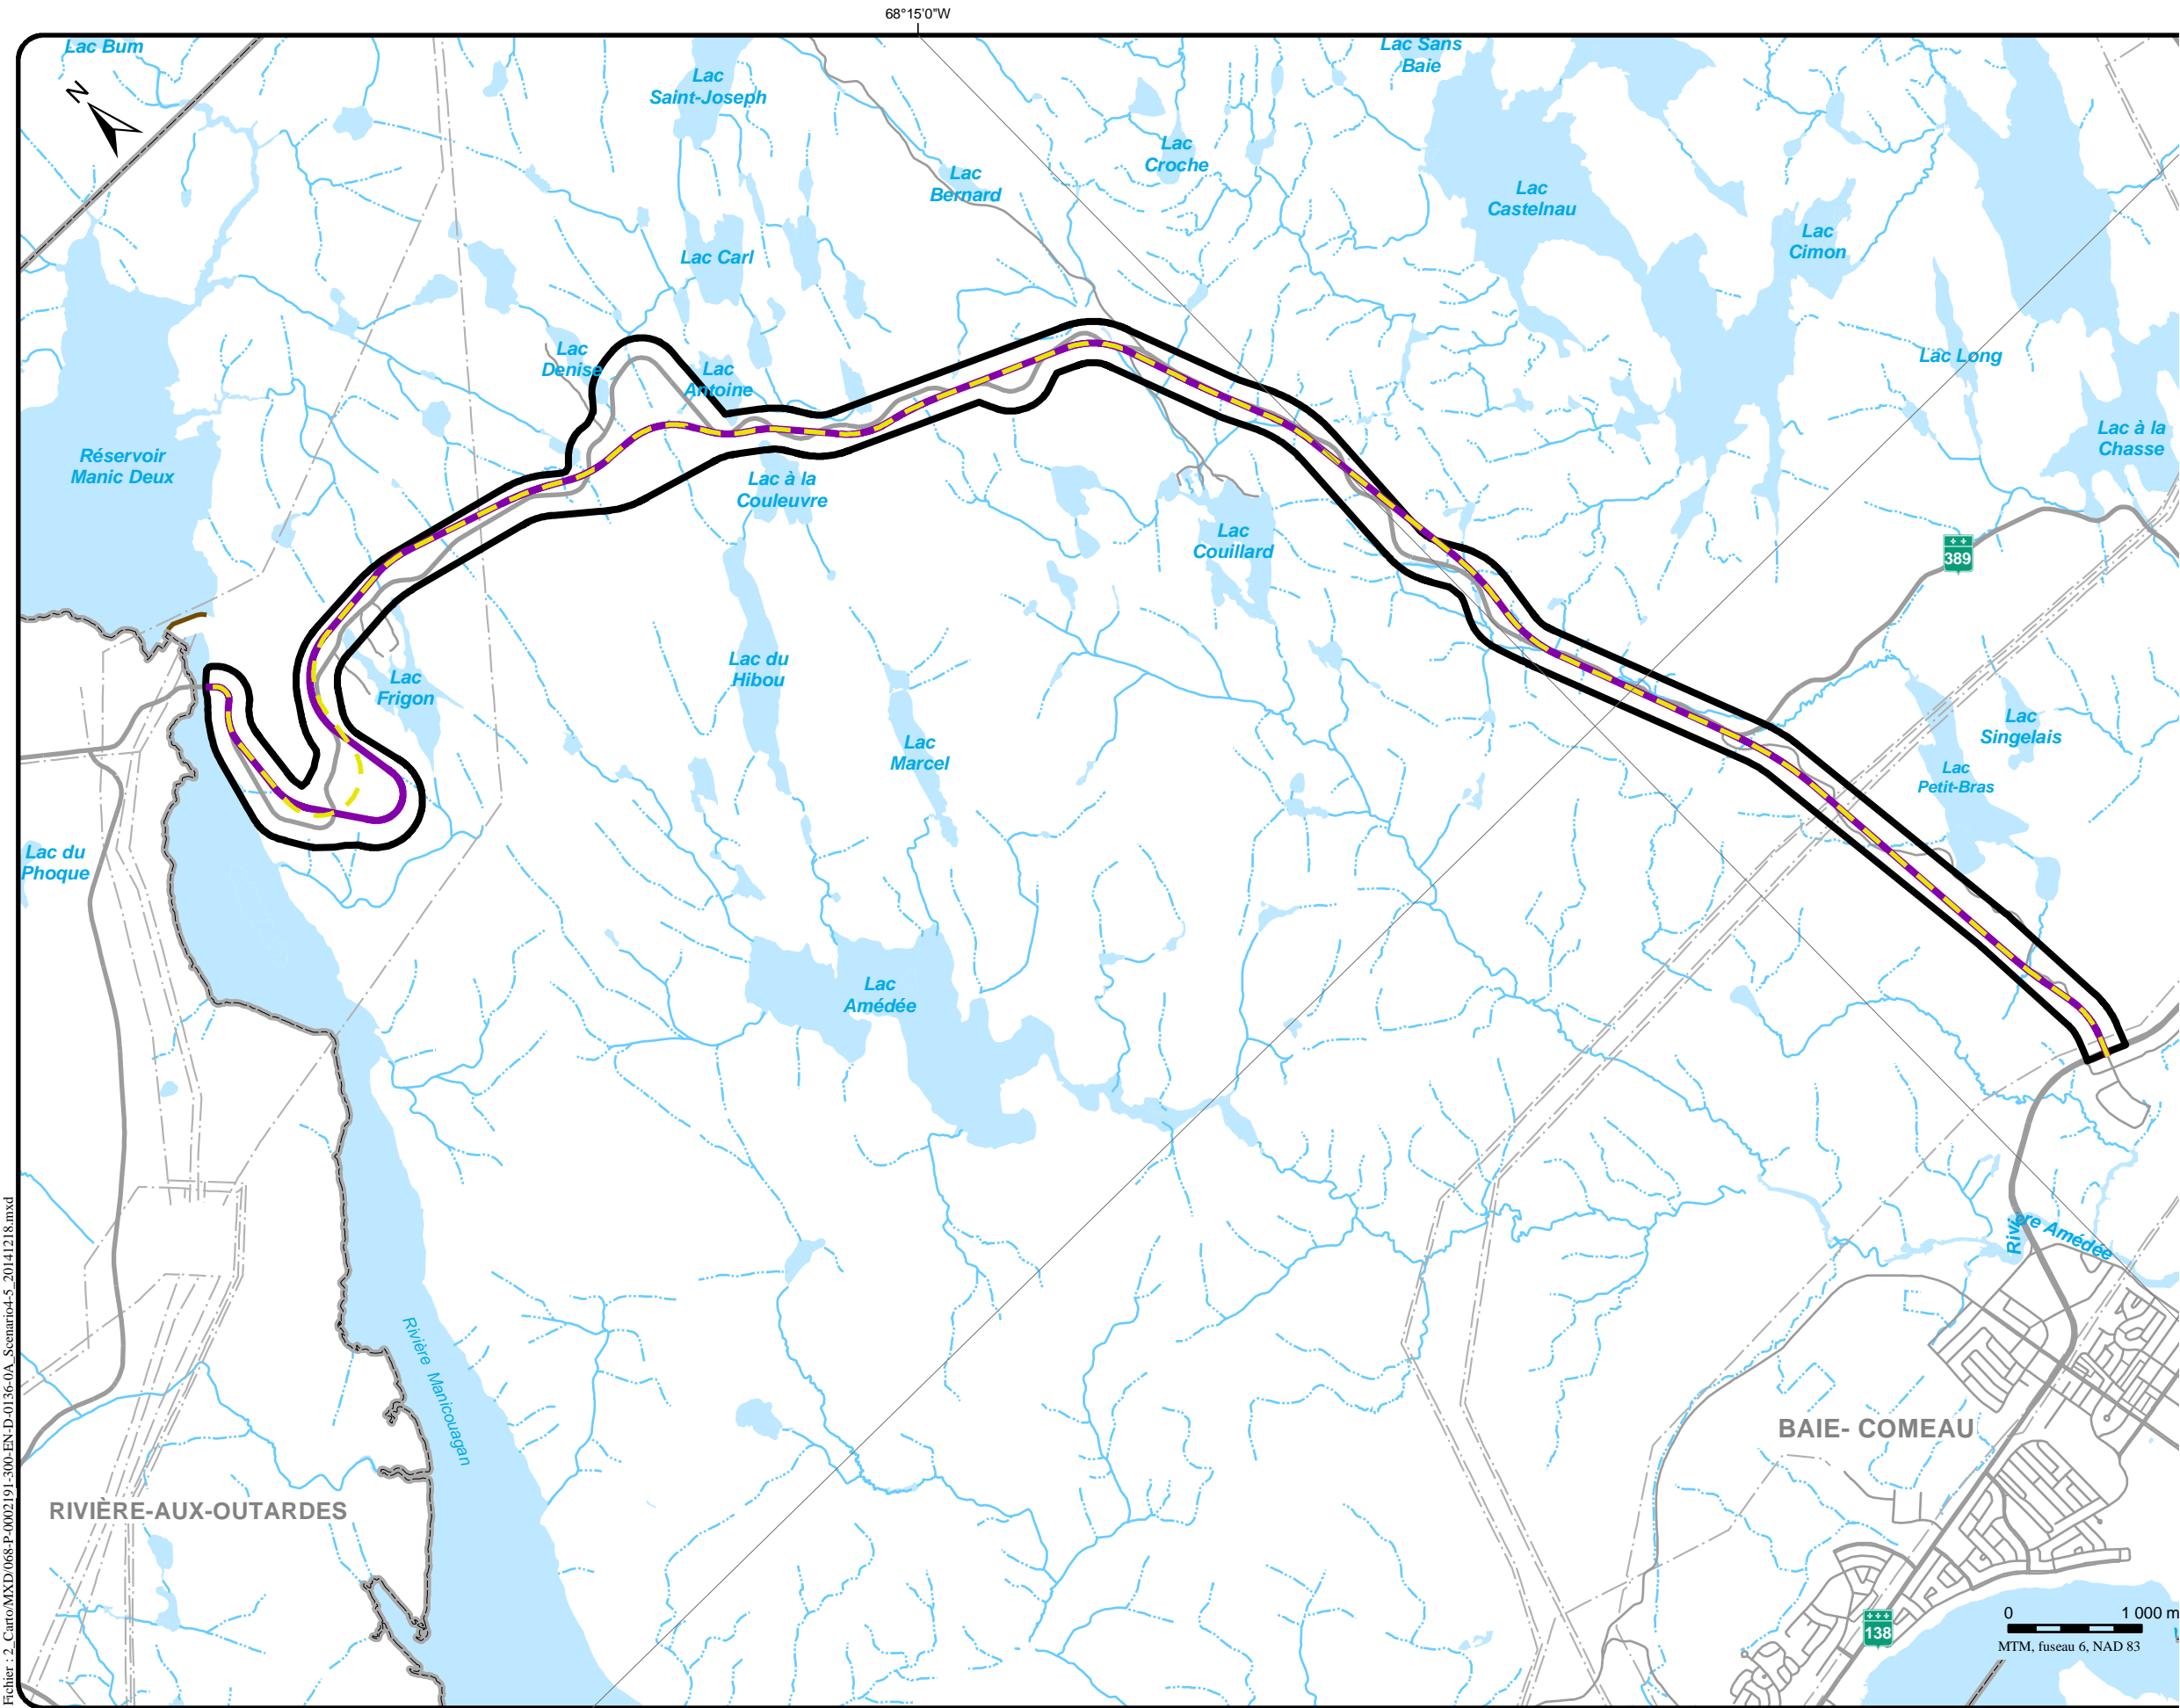 68°15'0"W
Lac Bum
N
Lac
Saint-Joseph
Lac Sans
Baie
Lac
Croche
Lac
Bernard
Lac
Castelnau
Lac
Cimon
Lac Carl
Lac
Denise
Lac
Antoine
Lac Long
Lac à la
Chasse
Réservoir
Manic Deux
Lac à la
Couleuvre
Lac
Couillard
389
Lac
Frigon
Lac du
Hibou
Lac
Marcel
Lac
Singelais
Lac
Petit-Bras
Lac du
Phoque
Lac
Amédée
Rivière Amédée
Rivière Manicouagan
BAIE- COMEAU
RIVIÈRE-AUX-OUTARDES
138
0 1 000 m
MTM, fuseau 6, NAD 83
Fichier : 2_Carto/MXD/068-P-0002191-300-EN-D-0136-0A_Scenario4-5_20141218.mxd